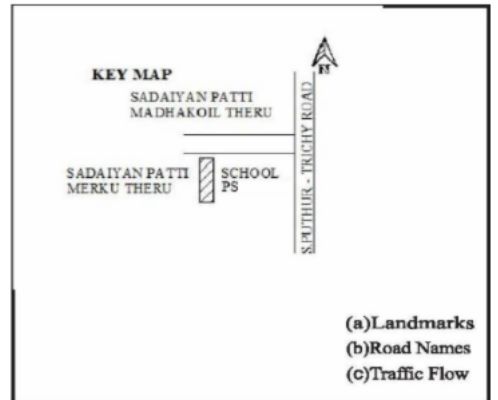 N
KEY MAP
SADAIYAN PATTI
MADHAKOIL THERU
SADAIYAN PATTI
MERKU THERU
SCHOOL
PS
S.PUTHUR - TRICHY ROAD
(a)Landmarks
(b)Road Names
(c)Traffic Flow